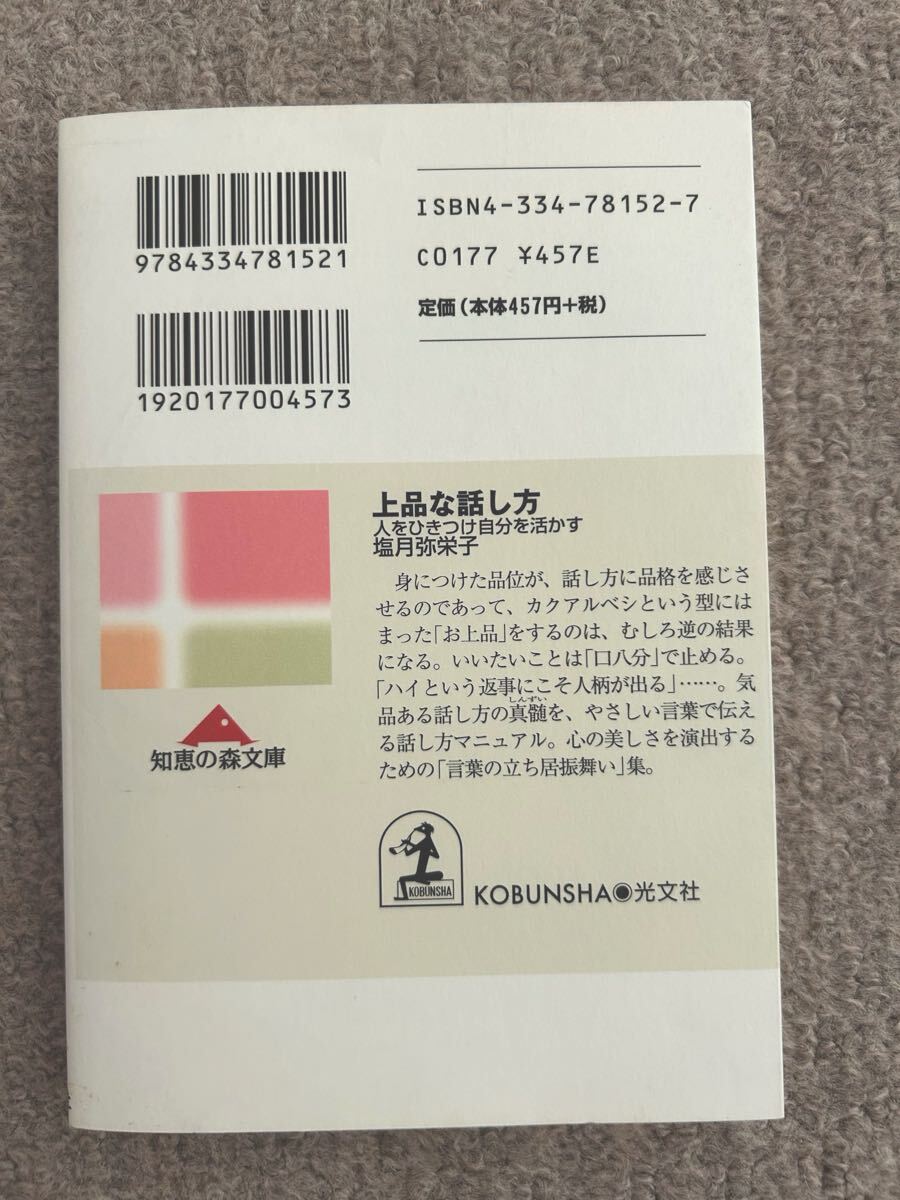 9784334781521
ISBN4-334-78152-7
C0177 ¥457E
定価(本体457円+税)
1920177004573
上品な話し方
人をひきつけ自分を活かす
塩月弥栄子
身につけた品位が、話し方に品格を感じさ
せるのであって、カクアルベシという型には
まった「お上品」をするのは、むしろ逆の結果
になる。いいたいことは「口八分」で止める。
「ハイという返事にこそ人柄が出る」……。気
しんずい
品ある話し方の真髄を、やさしい言葉で伝え
る話し方マニュアル。心の美しさを演出する
ための「言葉の立ち居振舞い」集。
知恵の森文庫
KOBUNSHA
KOBUNSHA◉光文社